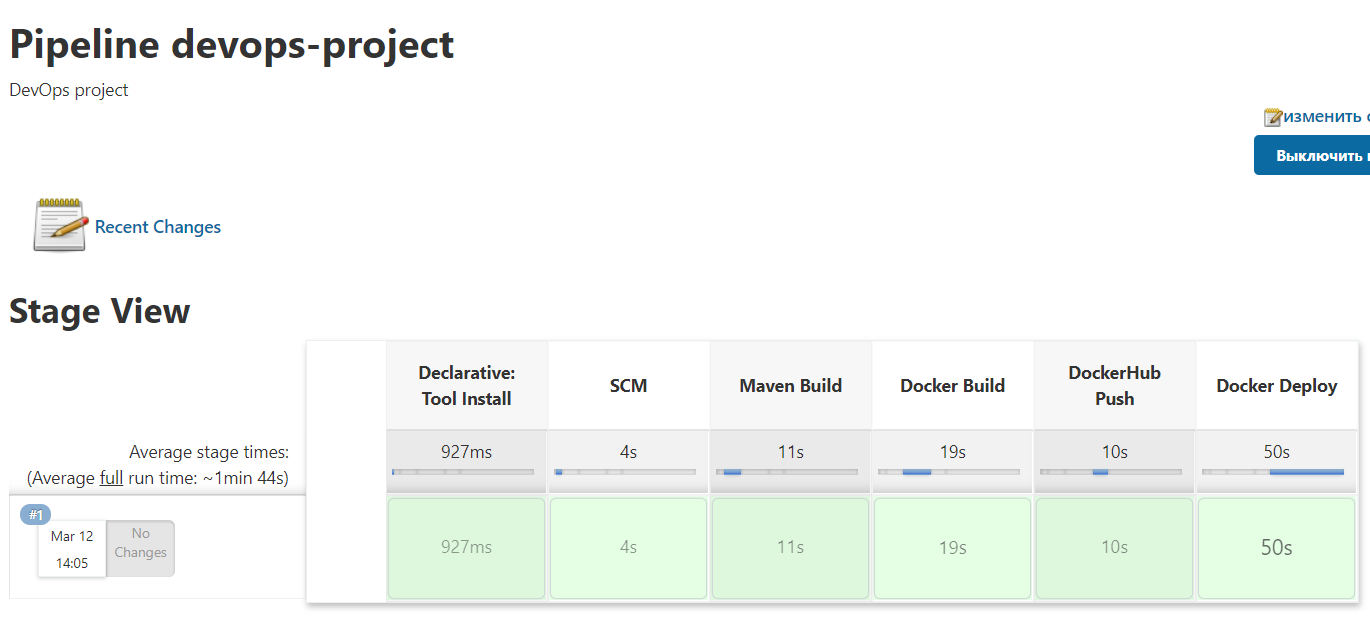 Pipeline devops-project
DevOps project
изменить
Выключить
Recent Changes
Stage View
Declarative: Tool Install
SCM
Maven Build
Docker Build
DockerHub Push
Docker Deploy
Average stage times:
(Average full run time: ~1min 44s)
927ms
4s
11s
19s
10s
50s
#1
Mar 12
14:05
No
Changes
927ms
4s
11s
19s
10s
50s